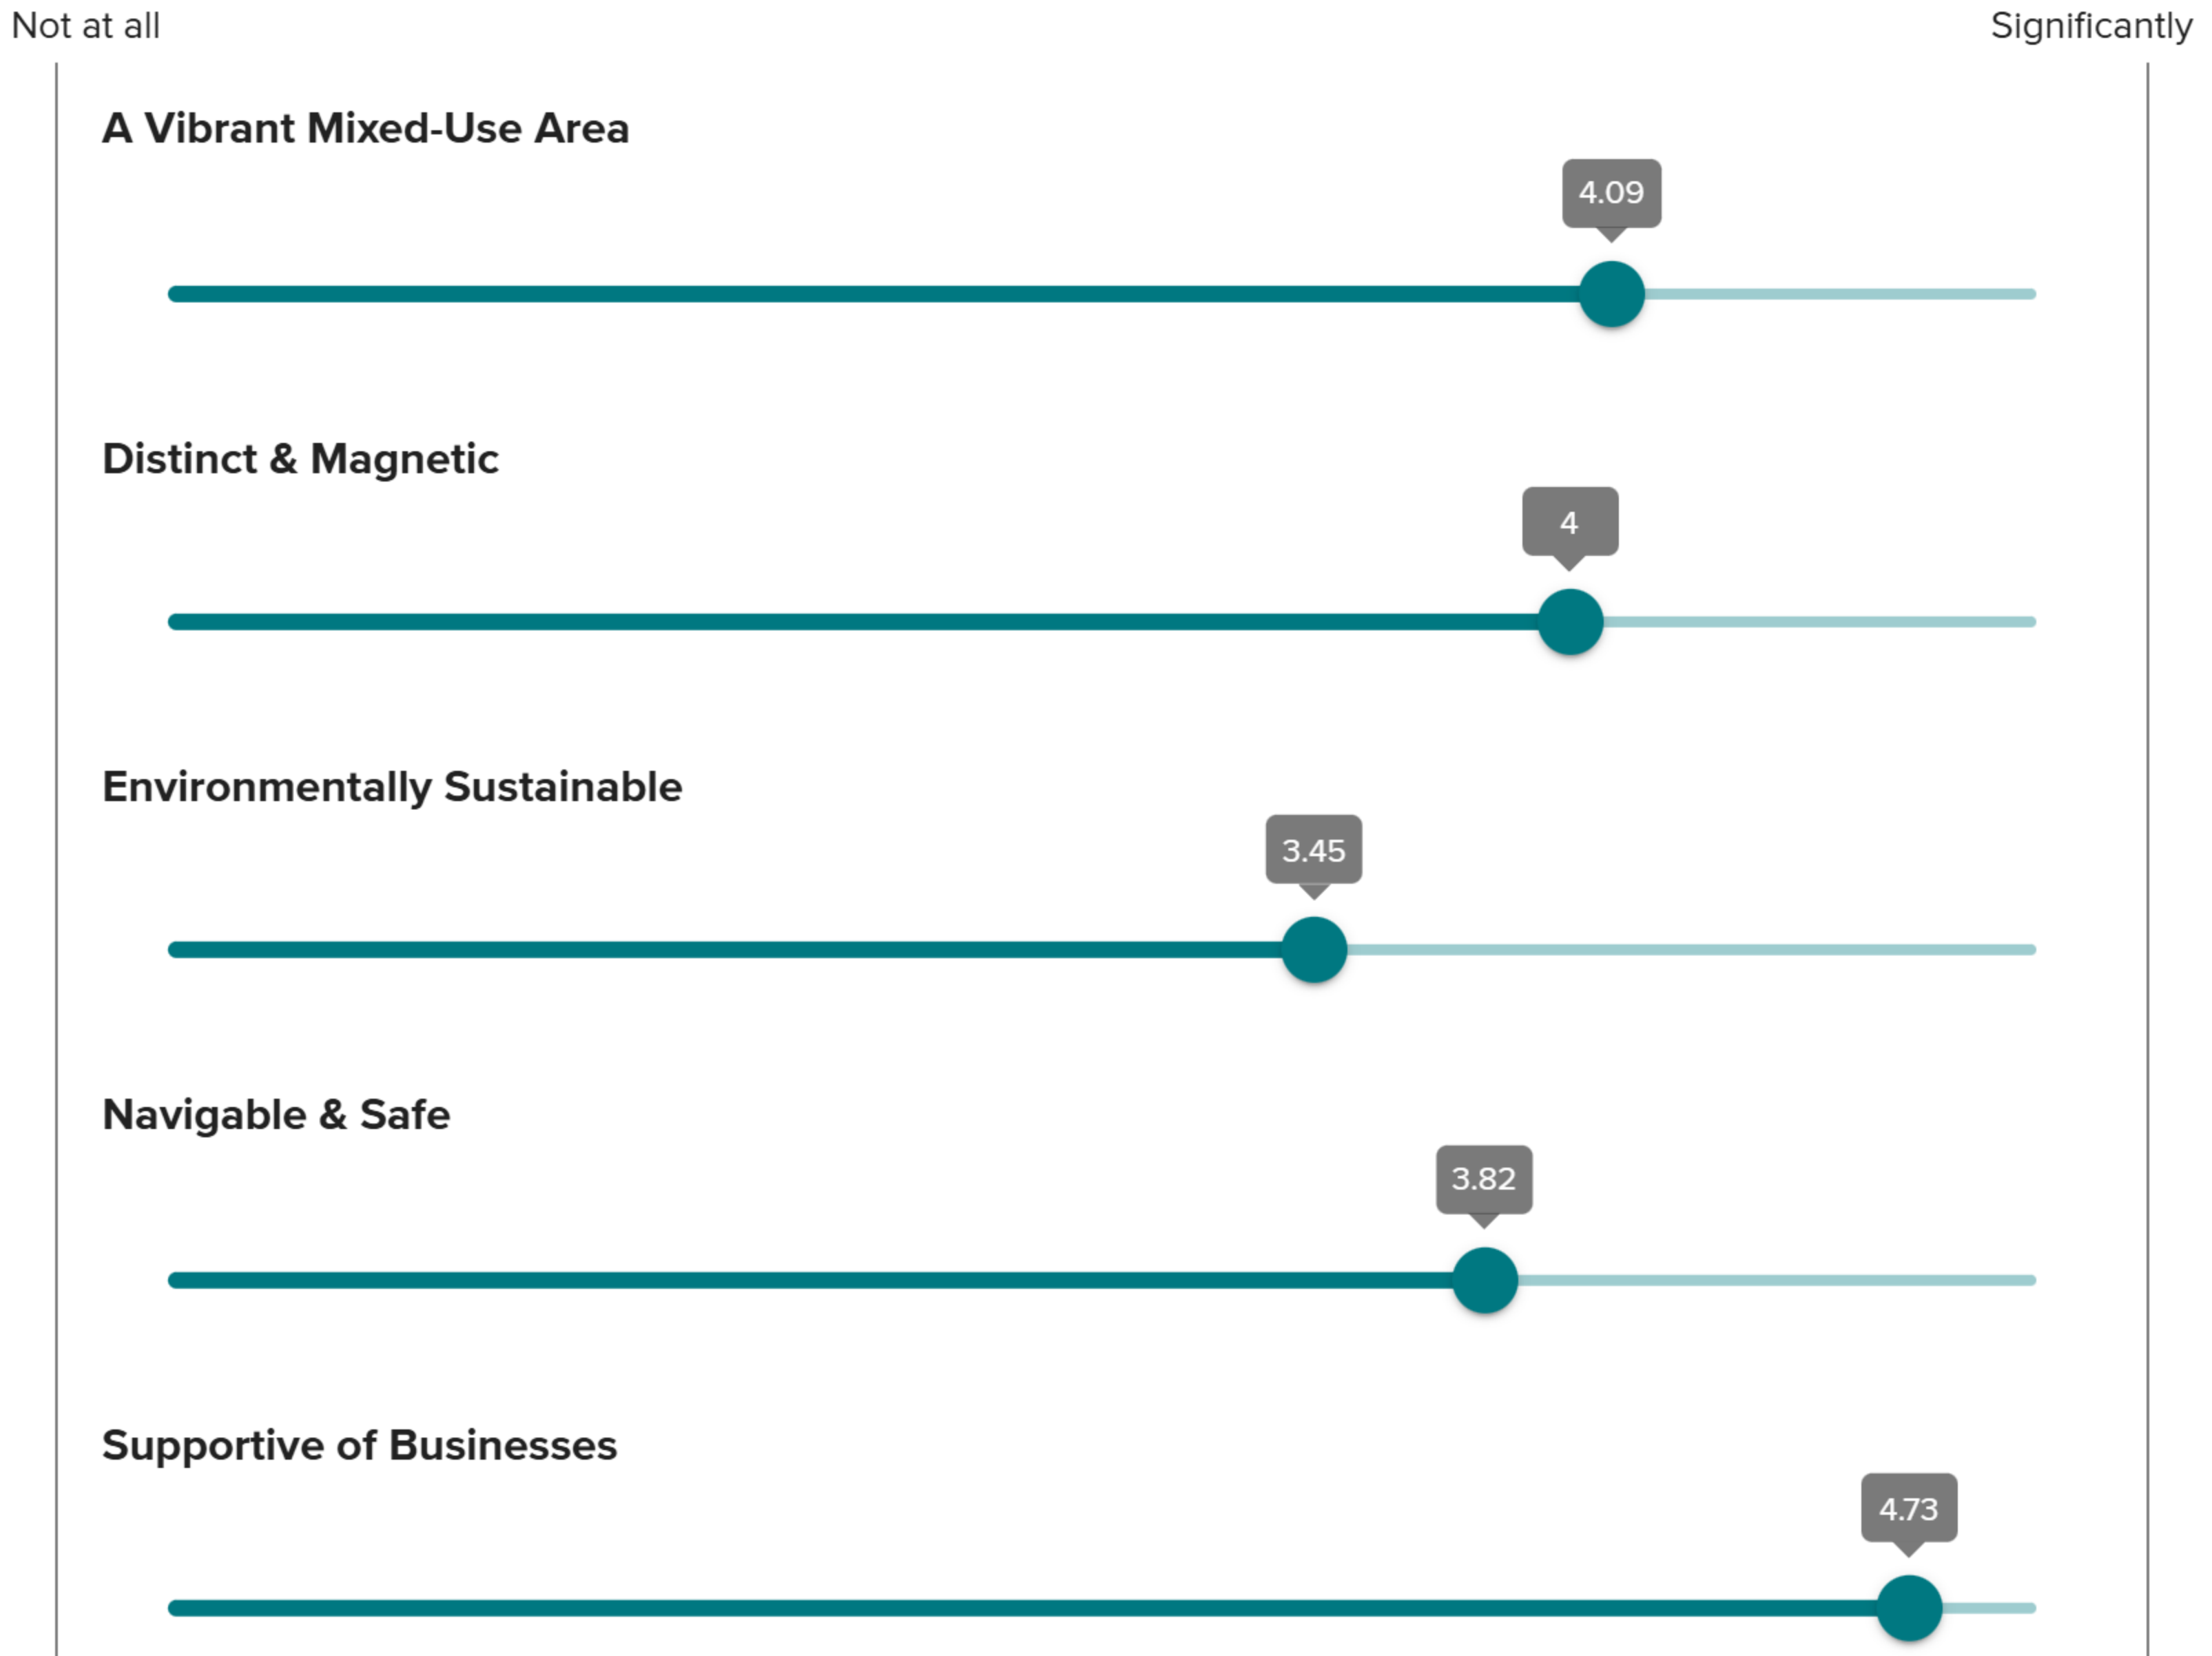 Not at all
Significantly
A Vibrant Mixed-Use Area
4.09
Distinct & Magnetic
4
Environmentally Sustainable
3.45
Navigable & Safe
3.82
Supportive of Businesses
4.73